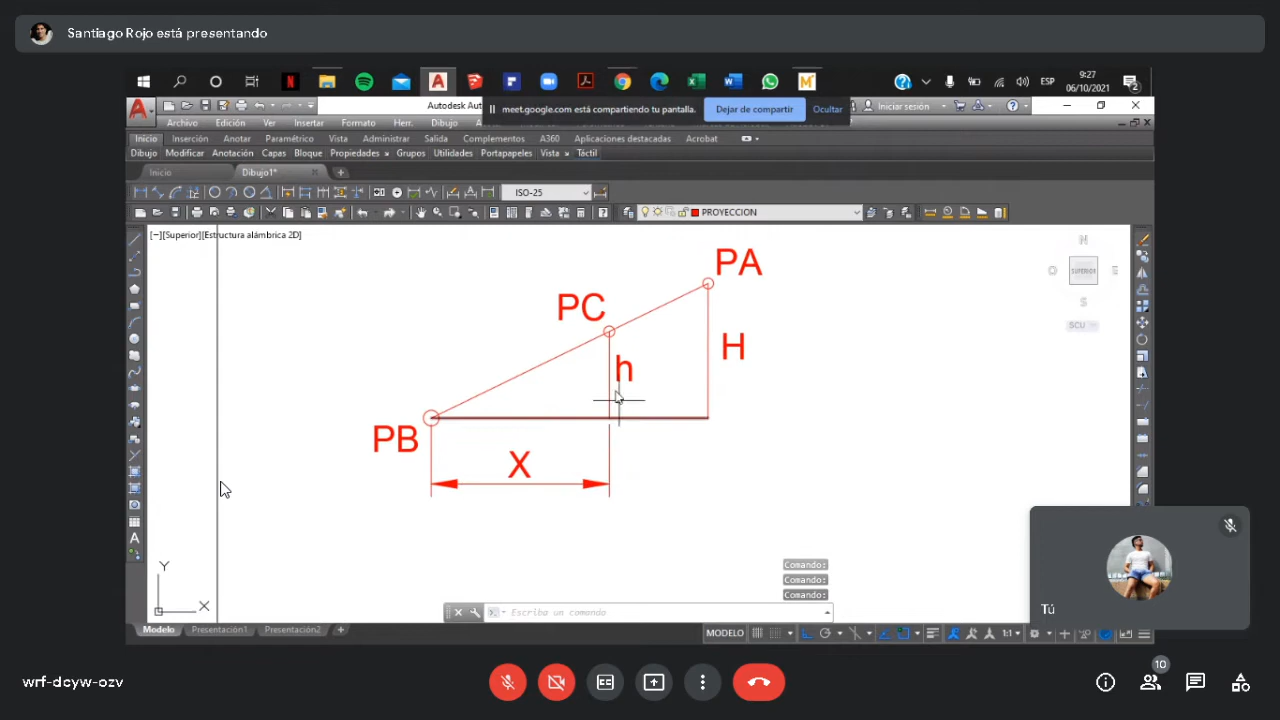 Santiago Rojo está presentando
ESP
9:27
06/10/2021
2
Autodesk Aut
meet.google.com está compartiendo tu pantalla.
Dejar de compartir
Ocultar
Iniciar sesión
Archivo Edición Ver Insertar Formato Herr. Dibujo
Inicio Inserción Anotar Paramétrico Vista Administrar Salida Complementos A360 Aplicaciones destacadas Acrobat
Dibujo Modificar Anotación Capas Bloque Propiedades Grupos Utilidades Portapapeles Vista Táctil
Inicio Dibujo1*
ISO-25
PROYECCION
[−][Superior][Estructura alámbrica 2D]
N
O SUPERIOR E
S
SCU
PA
PC
H
h
PB
X
Y
X
Comando:
Comando:
Comando:
Escriba un comando
Modelo Presentación1 Presentación2
MODELO
1:1
Tú
wrf-dcyw-ozv
10